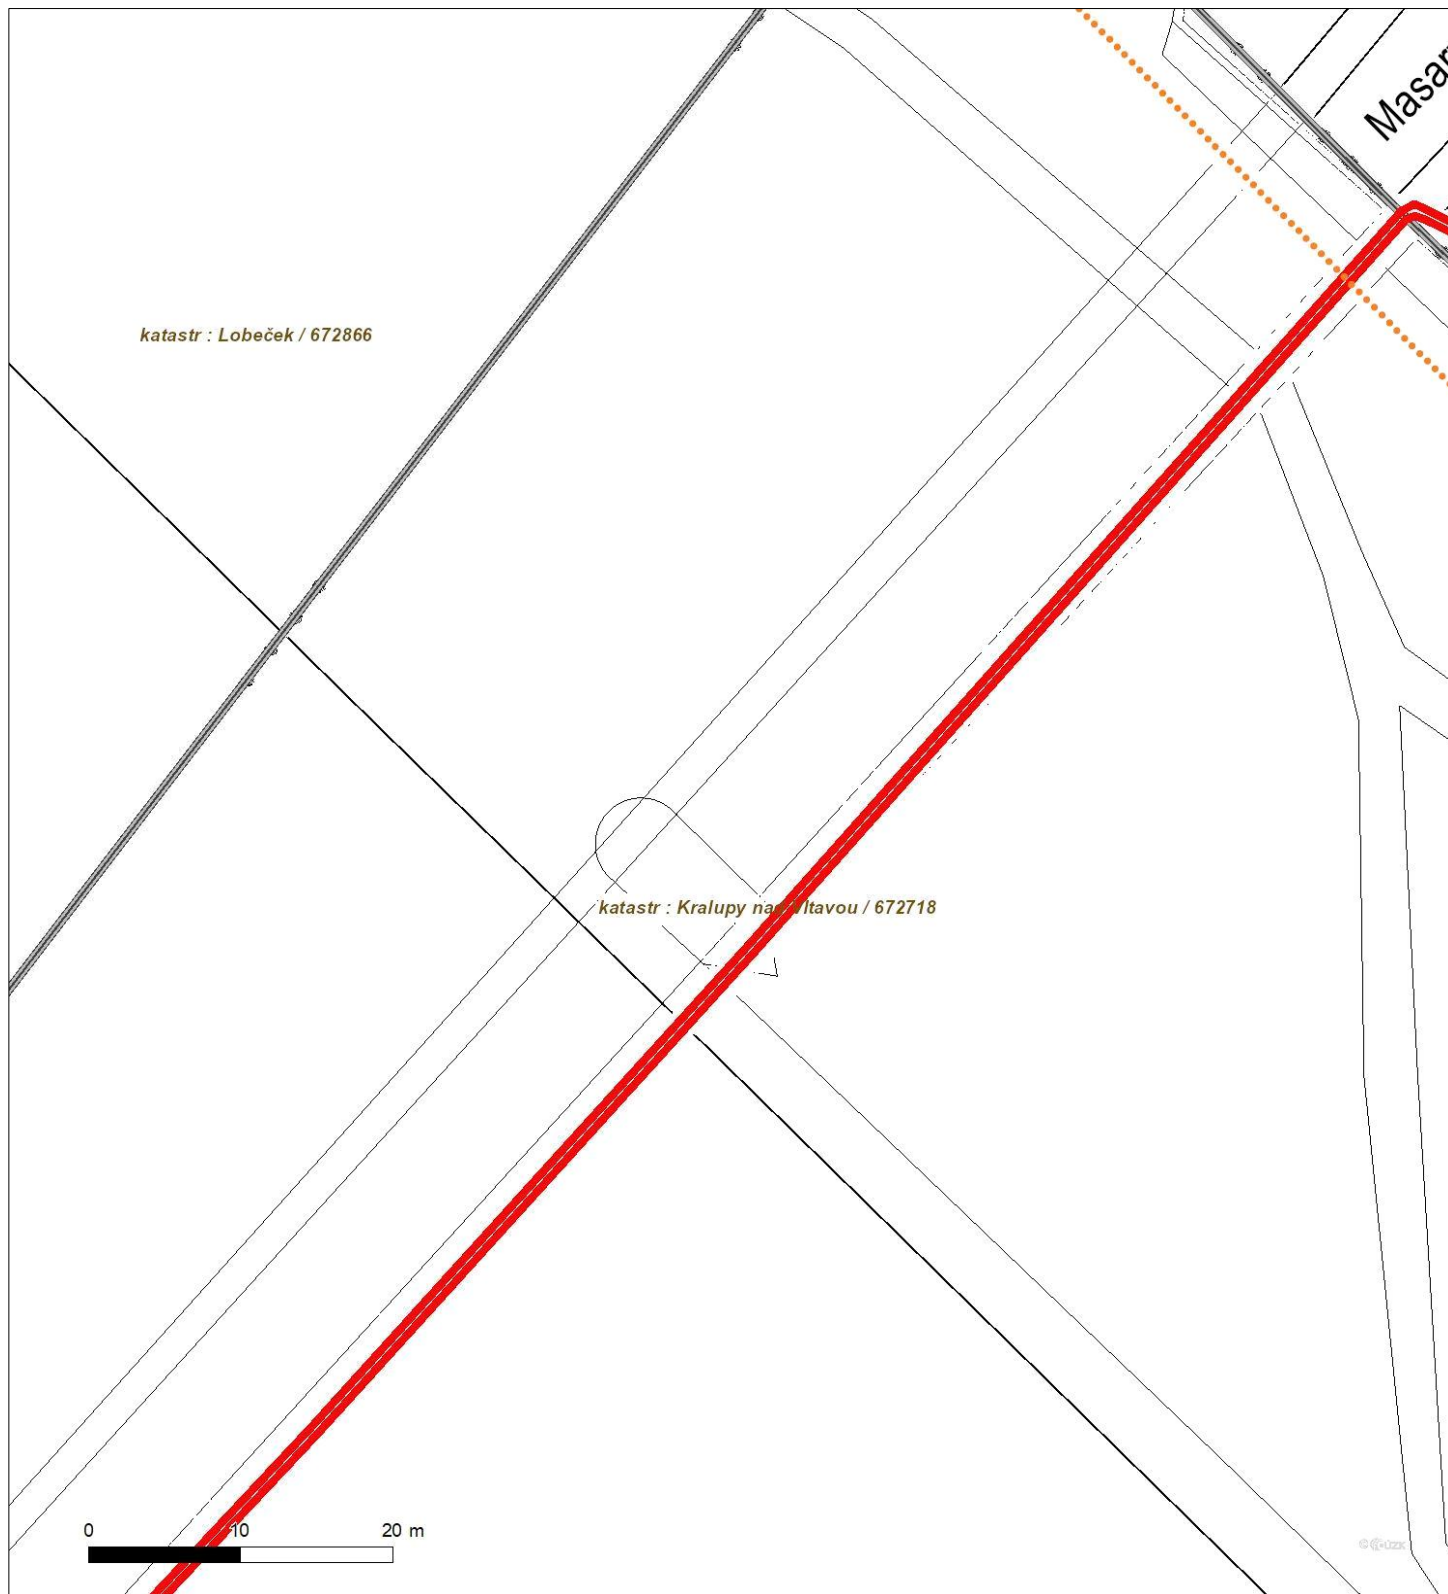 Masar
katastr : Lobeček / 672866
katastr : Kralupy nad Vltavou / 672718
0 10 20 m